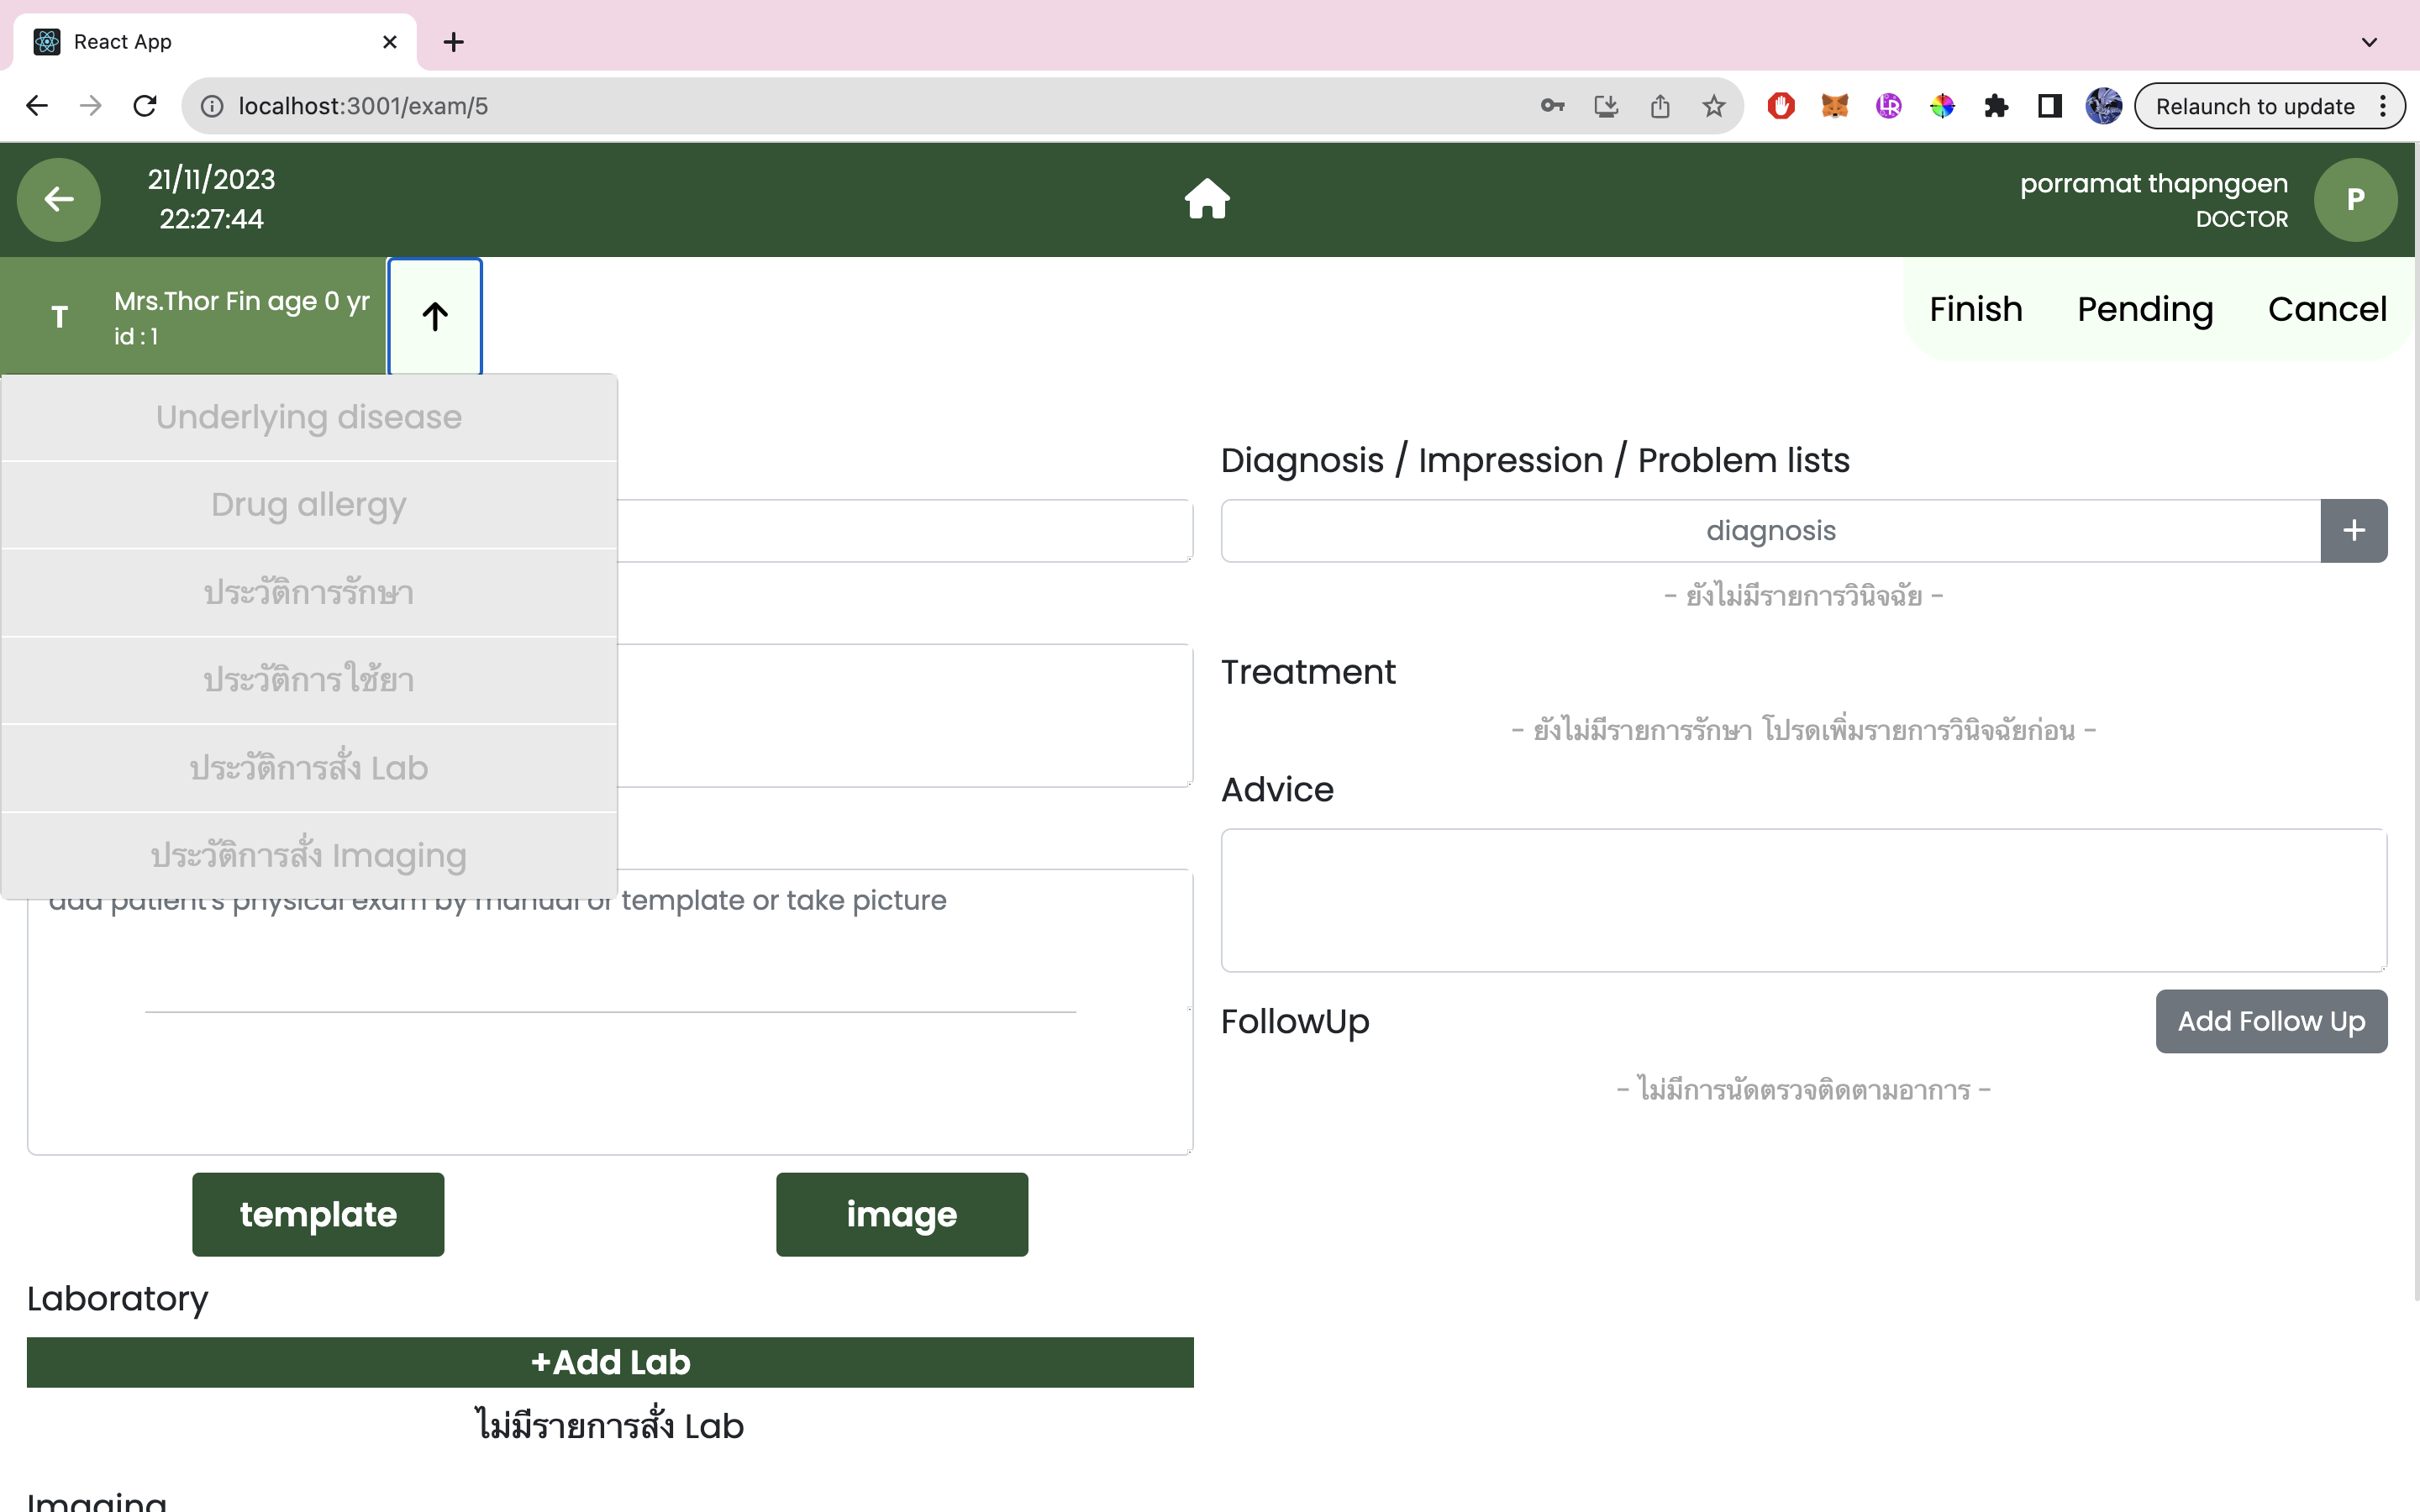 React App
localhost:3001/exam/5
Relaunch to update
21/11/2023
22:27:44
porramat thapngoen
DOCTOR
P
T
Mrs.Thor Fin age 0 yr
id : 1
Finish
Pending
Cancel
Underlying disease
Drug allergy
ประวัติการรักษา
ประวัติการใช้ยา
ประวัติการสั่ง Lab
ประวัติการสั่ง Imaging
add patient's physical exam by manual or template or take picture
template
image
Laboratory
+Add Lab
ไม่มีรายการสั่ง Lab
Imaging
Diagnosis / Impression / Problem lists
diagnosis
+
- ยังไม่มีรายการวินิจฉัย -
Treatment
- ยังไม่มีรายการรักษา โปรดเพิ่มรายการวินิจฉัยก่อน -
Advice
FollowUp
Add Follow Up
- ไม่มีการนัดตรวจติดตามอาการ -